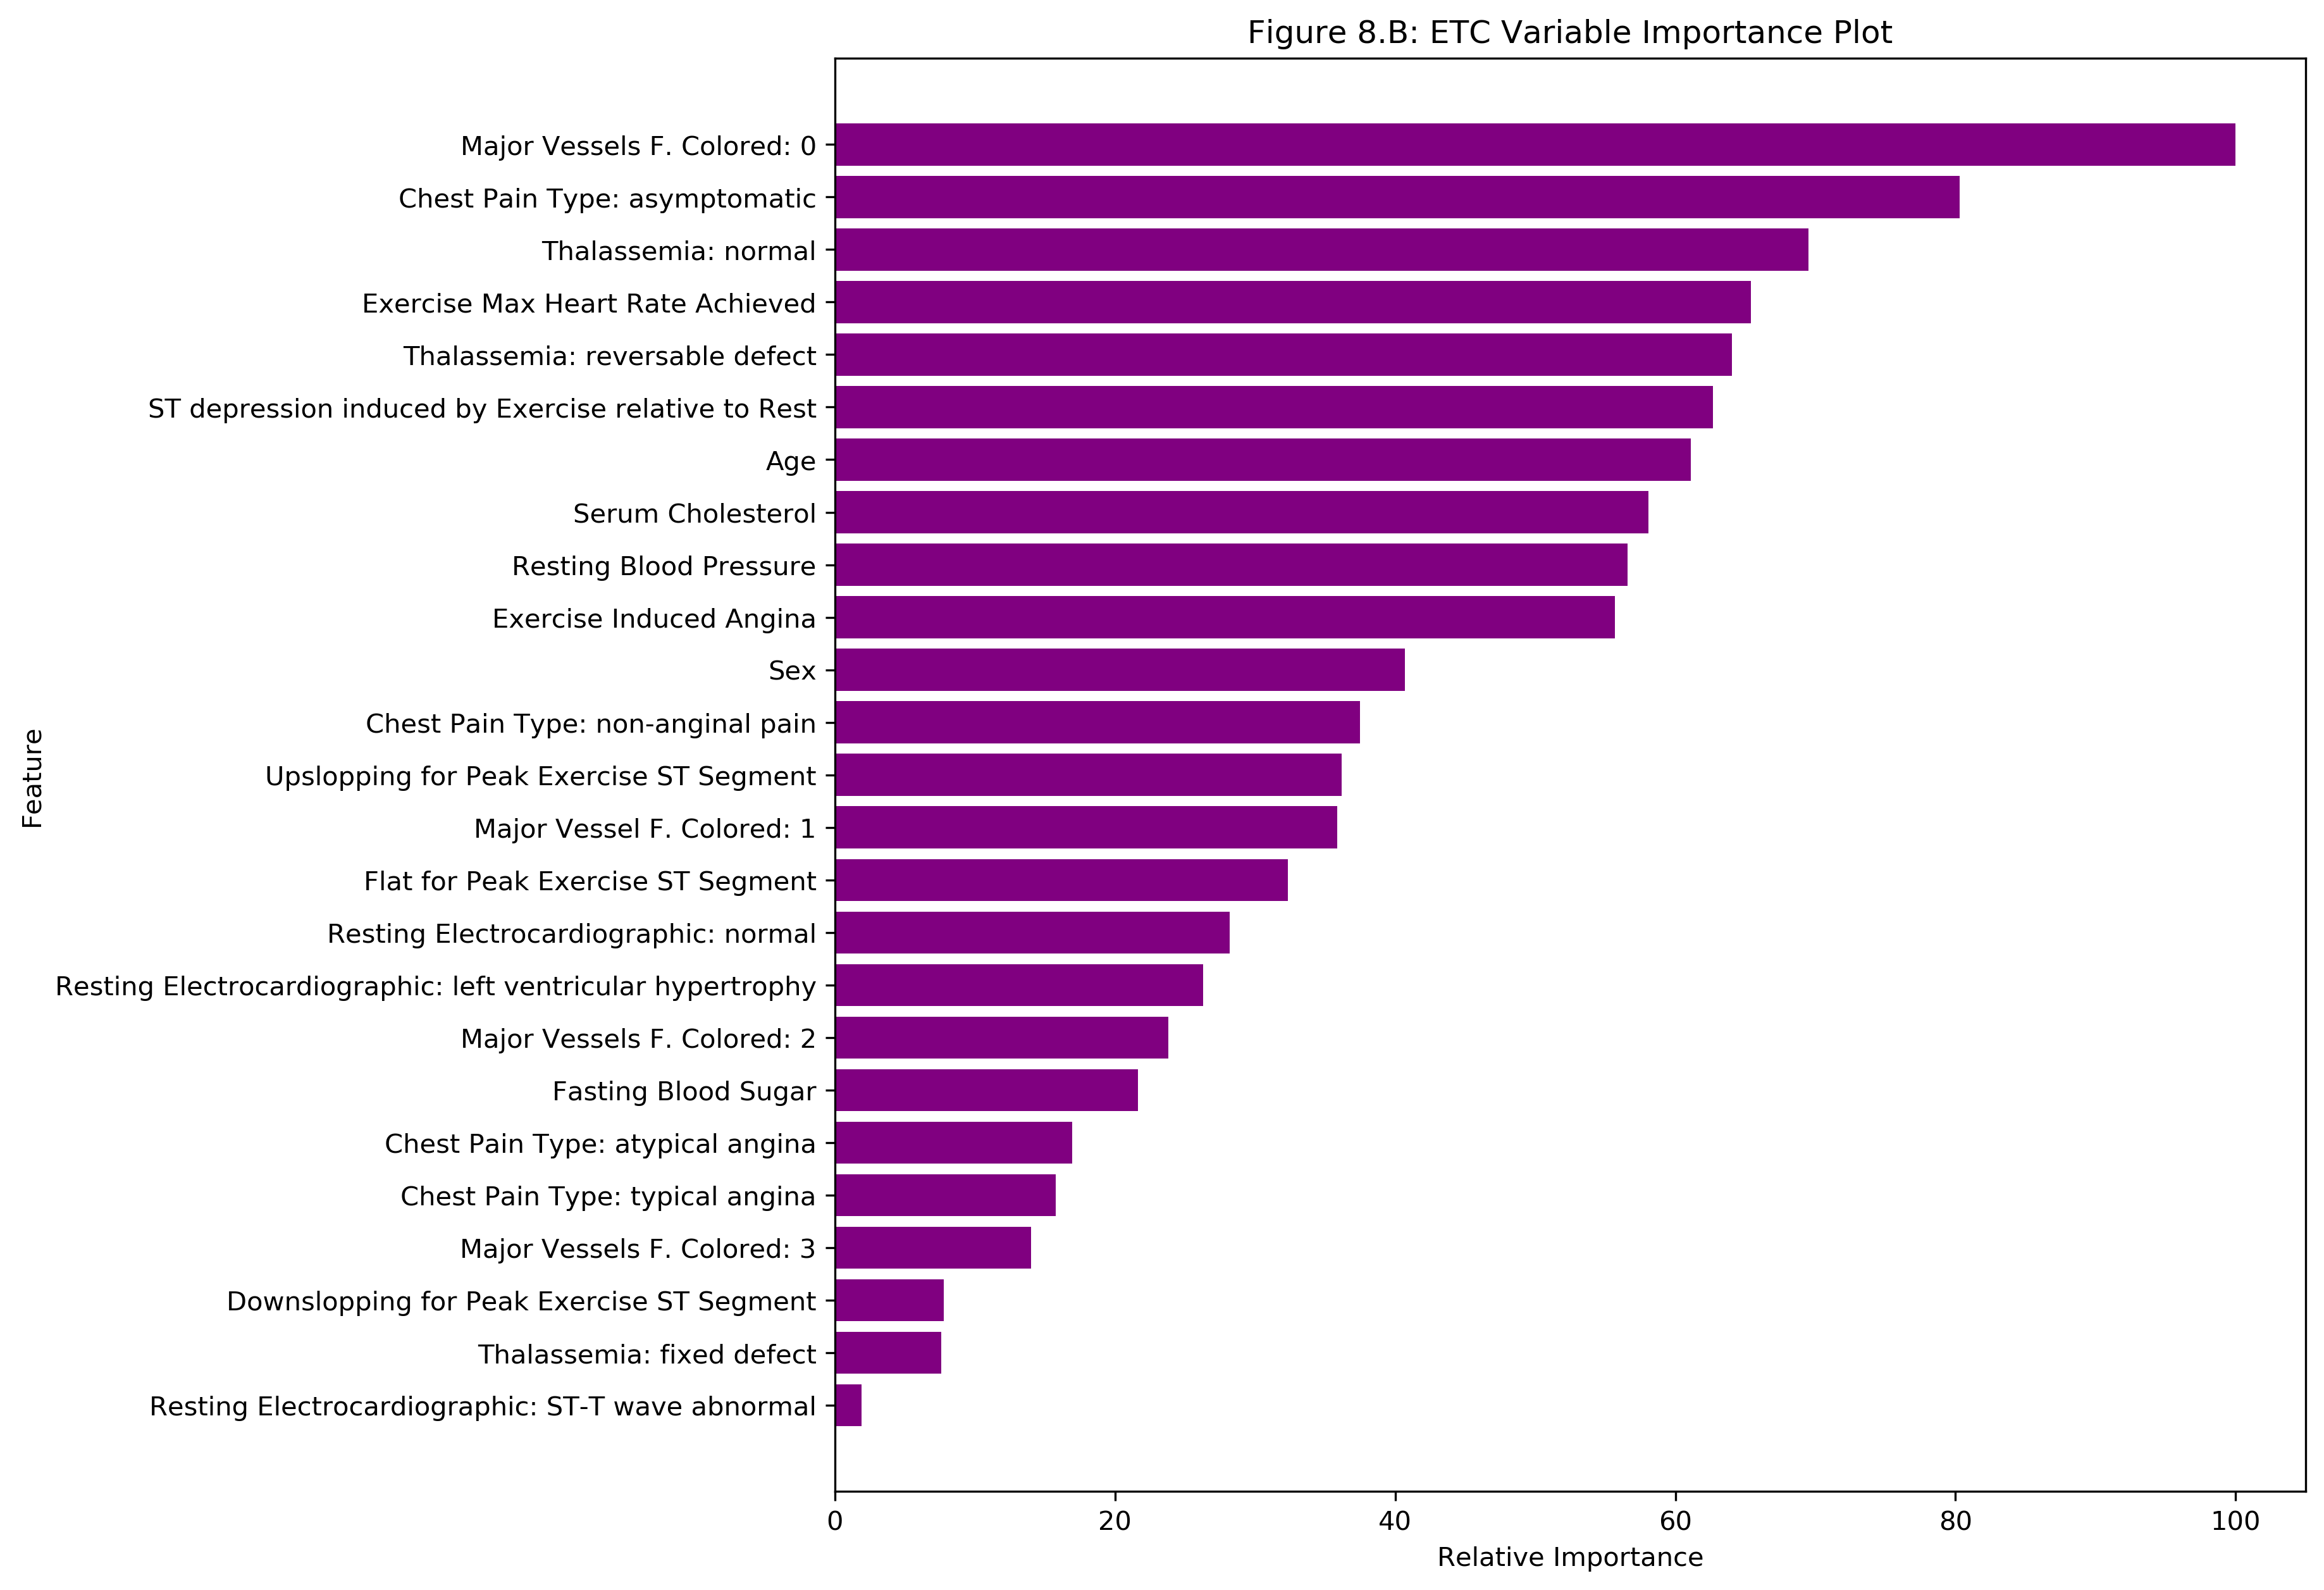 Figure 8.B: ETC Variable Importance Plot
Major Vessels F. Colored: 0
Chest Pain Type: asymptomatic
Thalassemia: normal
Exercise Max Heart Rate Achieved
Thalassemia: reversable defect
ST depression induced by Exercise relative to Rest
Age
Serum Cholesterol
Resting Blood Pressure
Exercise Induced Angina
Sex
Chest Pain Type: non-anginal pain
Upslopping for Peak Exercise ST Segment
Major Vessel F. Colored: 1
Flat for Peak Exercise ST Segment
Resting Electrocardiographic: normal
Resting Electrocardiographic: left ventricular hypertrophy
Major Vessels F. Colored: 2
Fasting Blood Sugar
Chest Pain Type: atypical angina
Chest Pain Type: typical angina
Major Vessels F. Colored: 3
Downslopping for Peak Exercise ST Segment
Thalassemia: fixed defect
Resting Electrocardiographic: ST-T wave abnormal
Feature
0 20 40 60 80 100
Relative Importance